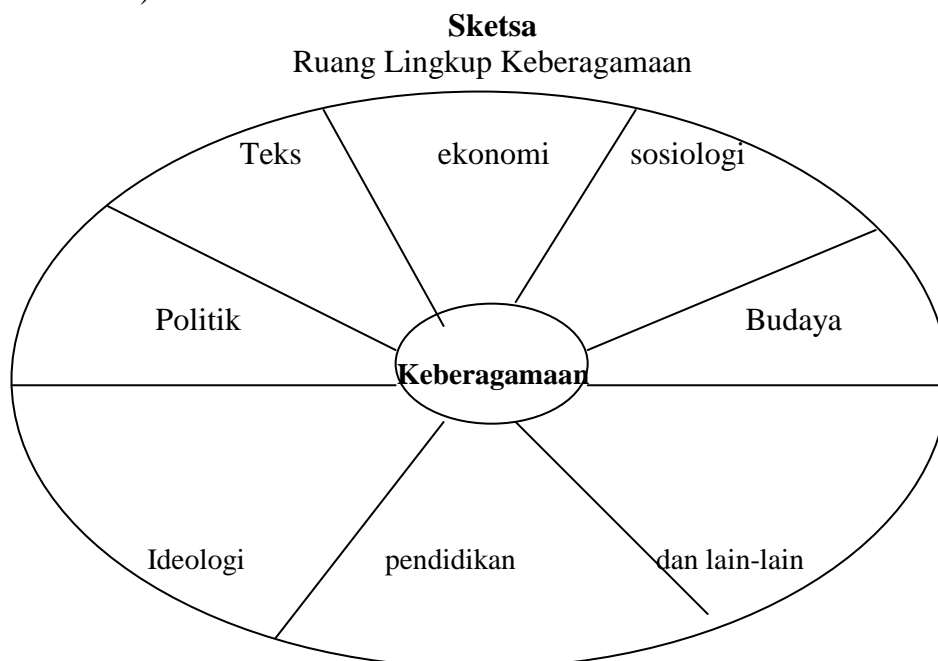 )
Sketsa
Ruang Lingkup Keberagamaan
Teks ekonomi sosiologi
Politik Budaya
Keberagamaan
Ideologi pendidikan dan lain-lain